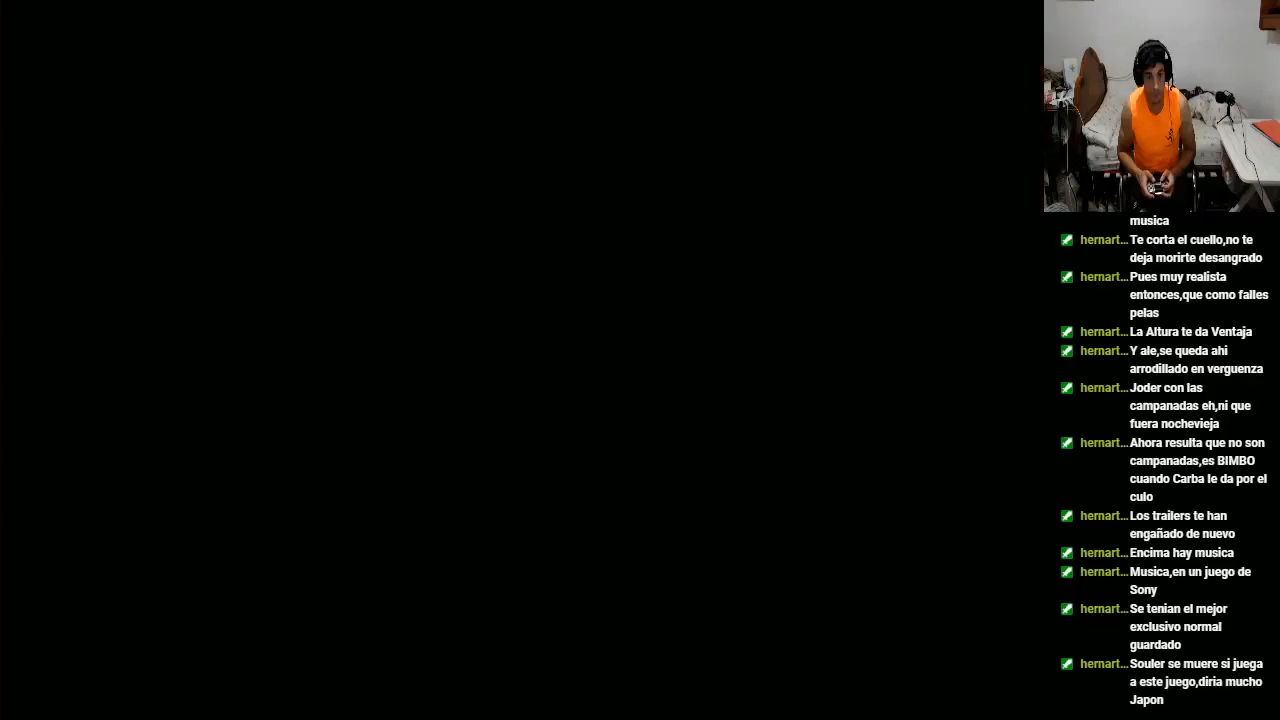 musica
hernart... Te corta el cuello,no te
deja morirte desangrado
hernart... Pues muy realista
entonces,que como falles
pelas
hernart... La Altura te da Ventaja
hernart... Y ale,se queda ahi
arrodillado en verguenza
hernart... Joder con las
campanadas eh,ni que
fuera nochevieja
hernart... Ahora resulta que no son
campanadas,es BIMBO
cuando Carba le da por el
culo
hernart... Los trailers te han
engañado de nuevo
hernart... Encima hay musica
hernart... Musica,en un juego de
Sony
hernart... Se tenian el mejor
exclusivo normal
guardado
hernart... Souler se muere si juega
a este juego,diria mucho
Japon